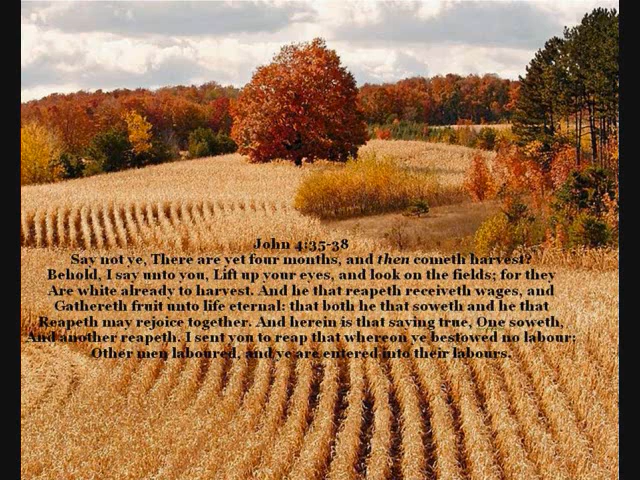 John 4:35-38
Say not ye, There are yet four months, and then cometh harvest?
Behold, I say unto you, Lift up your eyes, and look on the fields; for they
Are white already to harvest. And he that reapeth receiveth wages, and
Gathereth fruit unto life eternal: that both he that soweth and he that
Reapeth may rejoice together. And herein is that saying true, One soweth,
And another reapeth. I sent you to reap that whereon ye bestowed no labour:
Other men laboured, and ye are entered into their labours.